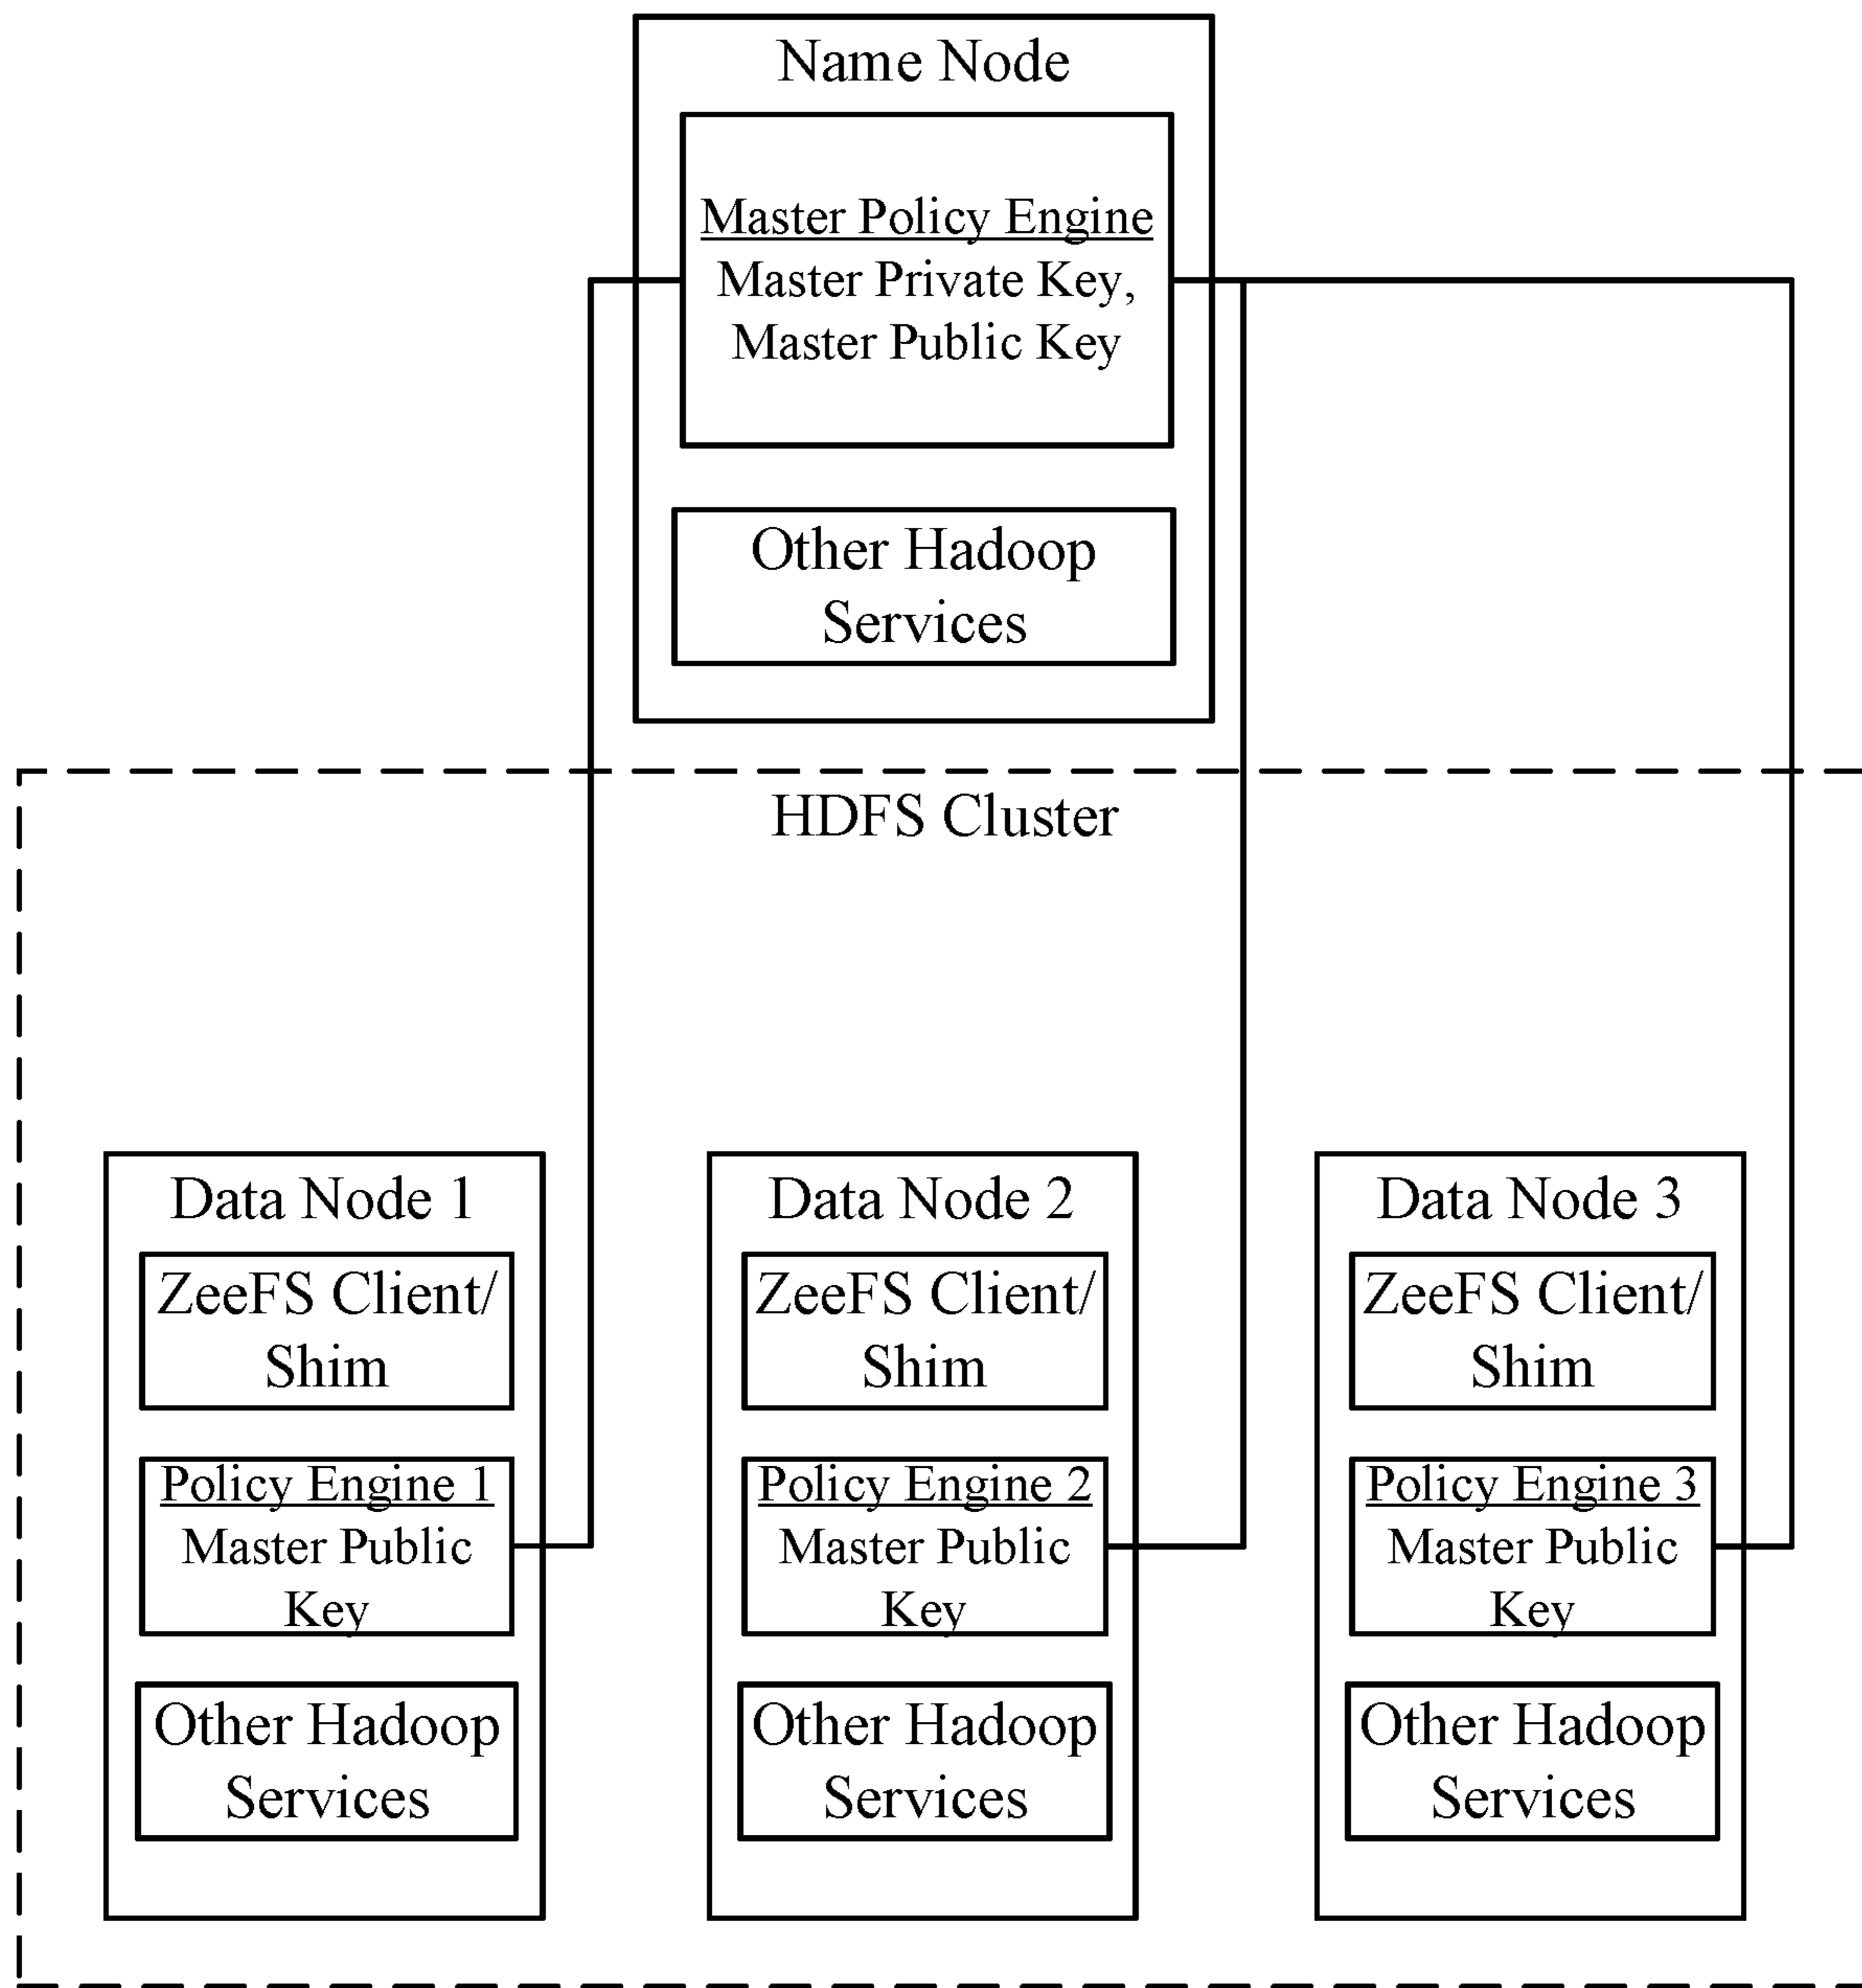 Name Node
Master Policy Engine
Master Private Key,
Master Public Key
Other Hadoop
Services
HDFS Cluster
Data Node 1
ZeeFS Client/
Shim
Policy Engine 1
Master Public
Key
Other Hadoop
Services
Data Node 2
ZeeFS Client/
Shim
Policy Engine 2
Master Public
Key
Other Hadoop
Services
Data Node 3
ZeeFS Client/
Shim
Policy Engine 3
Master Public
Key
Other Hadoop
Services